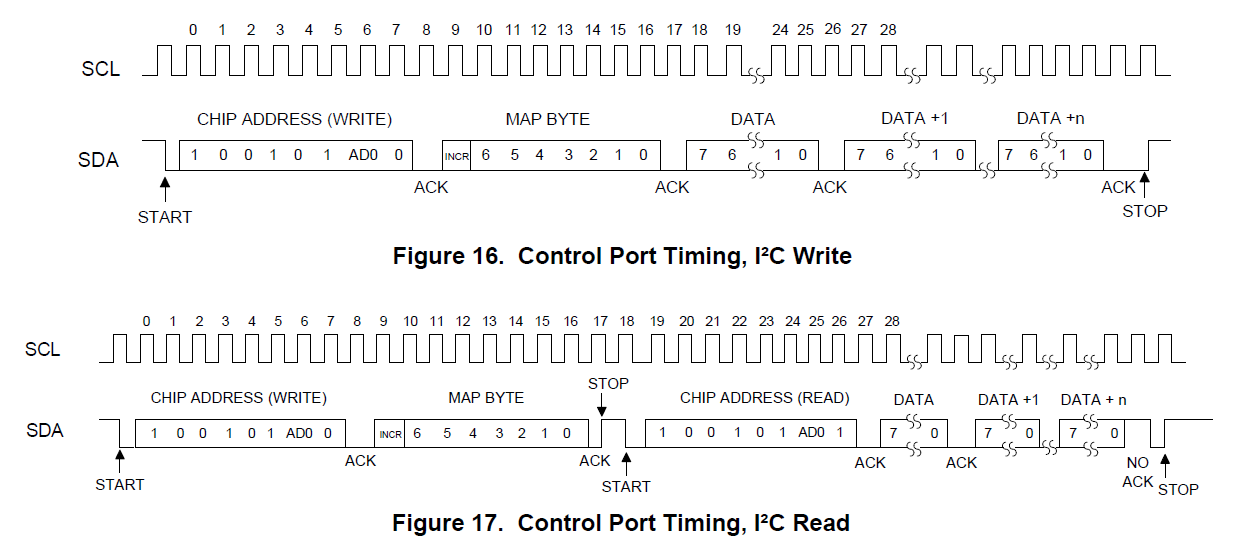 0 1 2 3 4 5 6 7 8 9 10 11 12 13 14 15 16 17 18 19 24 25 26 27 28
SCL
CHIP ADDRESS (WRITE) MAP BYTE DATA DATA +1 DATA +n
SDA 1 0 0 1 0 1 AD0 0 INCR 6 5 4 3 2 1 0 7 6 1 0 7 6 1 0 7 6 1 0
ACK ACK ACK ACK
START STOP
Figure 16. Control Port Timing, I²C Write
0 1 2 3 4 5 6 7 8 9 10 11 12 13 14 15 16 17 18 19 20 21 22 23 24 25 26 27 28
SCL
STOP
CHIP ADDRESS (WRITE) MAP BYTE CHIP ADDRESS (READ) DATA DATA +1 DATA + n
SDA 1 0 0 1 0 1 AD0 0 INCR 6 5 4 3 2 1 0 1 0 0 1 0 1 AD0 1 7 0 7 0 7 0
ACK ACK ACK ACK NO
START START ACK STOP
Figure 17. Control Port Timing, I²C Read